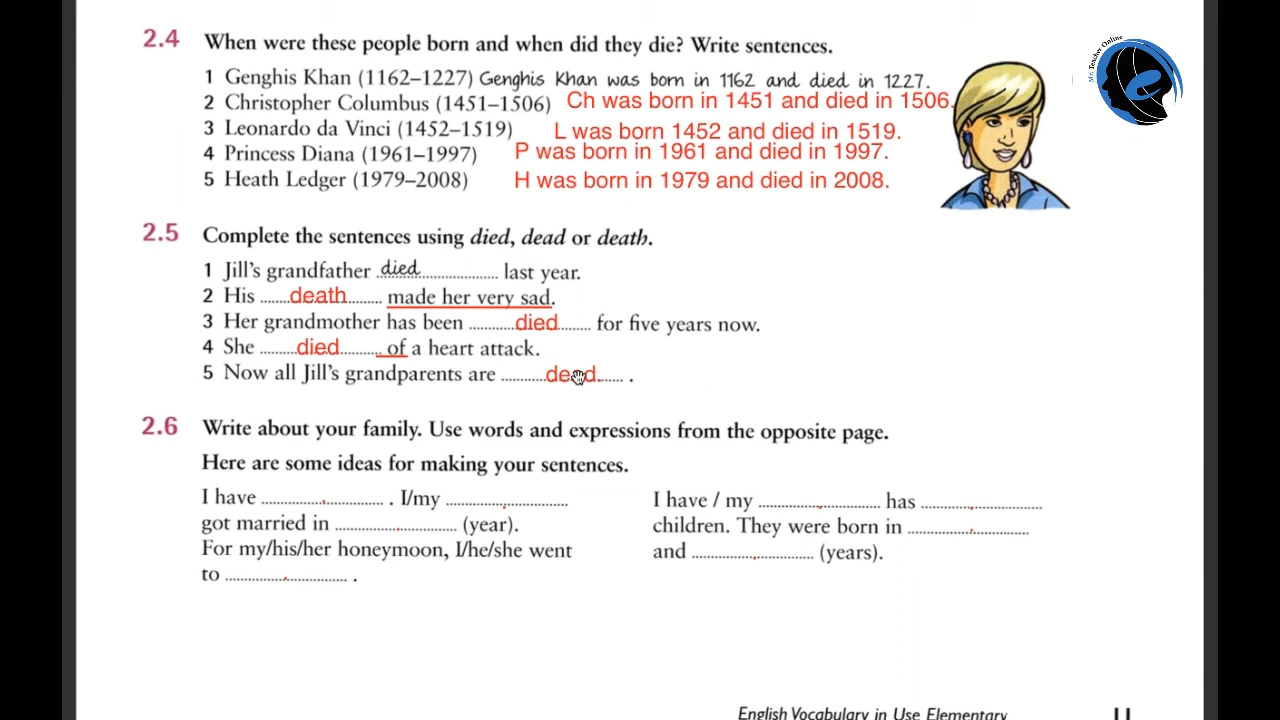 2.4 When were these people born and when did they die? Write sentences.
1 Genghis Khan (1162–1227) Genghis Khan was born in 1162 and died in 1227.
2 Christopher Columbus (1451–1506) Ch was born in 1451 and died in 1506.
3 Leonardo da Vinci (1452–1519) L was born 1452 and died in 1519.
4 Princess Diana (1961–1997) P was born in 1961 and died in 1997.
5 Heath Ledger (1979–2008) H was born in 1979 and died in 2008.
Mr. Teacher Online
2.5 Complete the sentences using died, dead or death.
1 Jill's grandfather died last year.
2 His death made her very sad.
3 Her grandmother has been died for five years now.
4 She died of a heart attack.
5 Now all Jill's grandparents are dead .
2.6 Write about your family. Use words and expressions from the opposite page.
Here are some ideas for making your sentences.
I have .............................. . I/my ..............................
got married in .............................. (year).
For my/his/her honeymoon, I/he/she went
to .............................. .
I have / my .............................. has ..............................
children. They were born in ..............................
and .............................. (years).
English Vocabulary in Use Elementary 11